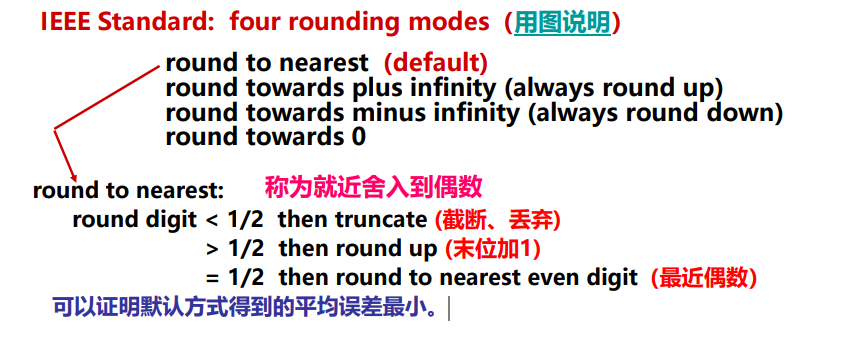 IEEE Standard: four rounding modes（用图说明）
round to nearest (default)
round towards plus infinity (always round up)
round towards minus infinity (always round down)
round towards 0
round to nearest: 称为就近舍入到偶数
round digit < 1/2 then truncate (截断、丢弃)
> 1/2 then round up (末位加1)
= 1/2 then round to nearest even digit（最近偶数）
可以证明默认方式得到的平均误差最小。